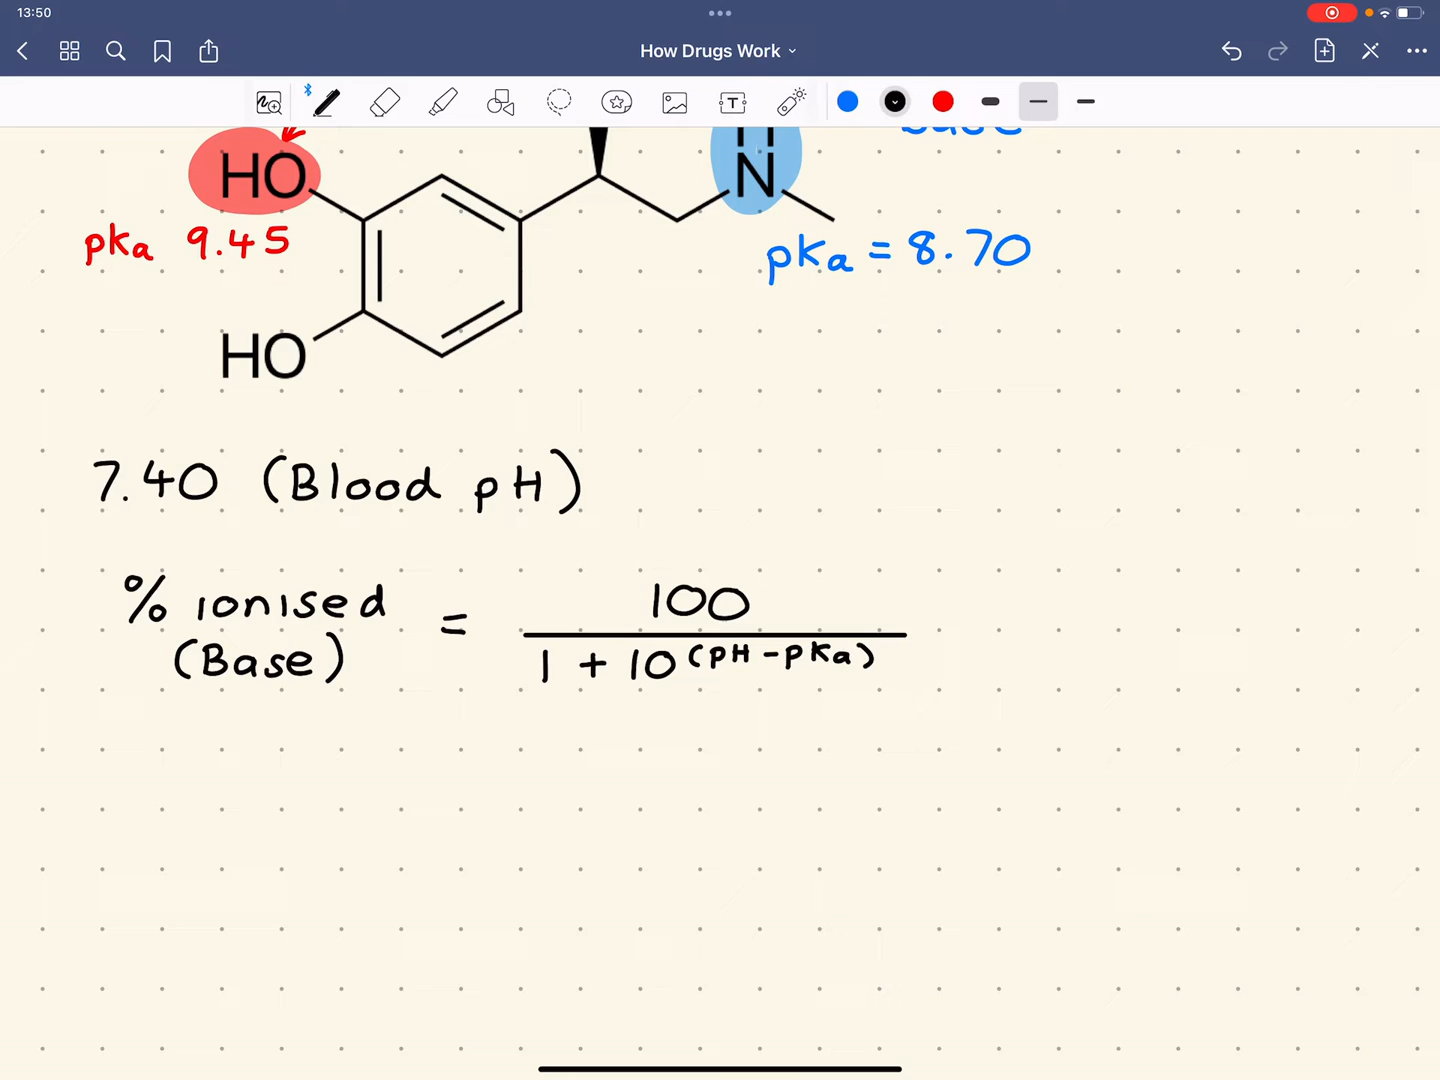 13:50
How Drugs Work
T
HO
H
N
base
pka 9.45
pka = 8.70
HO
7.40 (Blood pH)
% ionised (Base) = 100
1 + 10(pH - pKa)